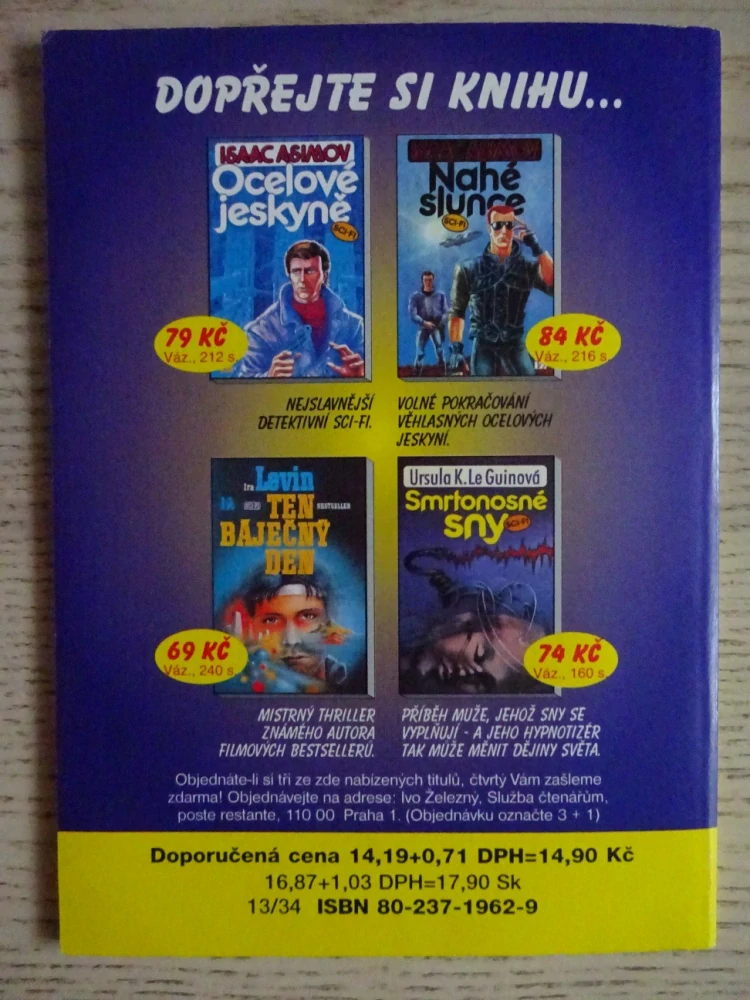 DOPŘEJTE SI KNIHU...
ISAAC ASIMOV
Ocelové
jeskyně
SCI-FI
79 KČ
Váz., 212 s.
NEJSLAVNĚJŠÍ
DETEKTIVNÍ SCI-FI.
ISAAC ASIMOV
Nahé
slunce
SCI-FI
84 KČ
Váz., 216 s.
VOLNÉ POKRAČOVÁNÍ
VĚHLASNÝCH OCELOVÝCH
JESKYNÍ.
Ira Levin
BESTSELLER
TEN
BÁJEČNÝ
DEN
69 KČ
Váz., 240 s.
MISTRNÝ THRILLER
ZNÁMÉHO AUTORA
FILMOVÝCH BESTSELLERŮ.
Ursula K. Le Guinová
Smrtonosné
sny
SCI-FI
74 KČ
Váz., 160 s.
PŘÍBĚH MUŽE, JEHOŽ SNY SE
VYPLŇUJÍ - A JEHO HYPNOTIZÉR
TAK MŮŽE MĚNIT DĚJINY SVĚTA.
Objednáte-li si tři ze zde nabízených titulů, čtvrtý Vám zašleme
zdarma! Objednávejte na adrese: Ivo Železný, Služba čtenářům,
poste restante, 110 00 Praha 1. (Objednávku označte 3 + 1)
Doporučená cena 14,19+0,71 DPH=14,90 Kč
16,87+1,03 DPH=17,90 Sk
13/34 ISBN 80-237-1962-9